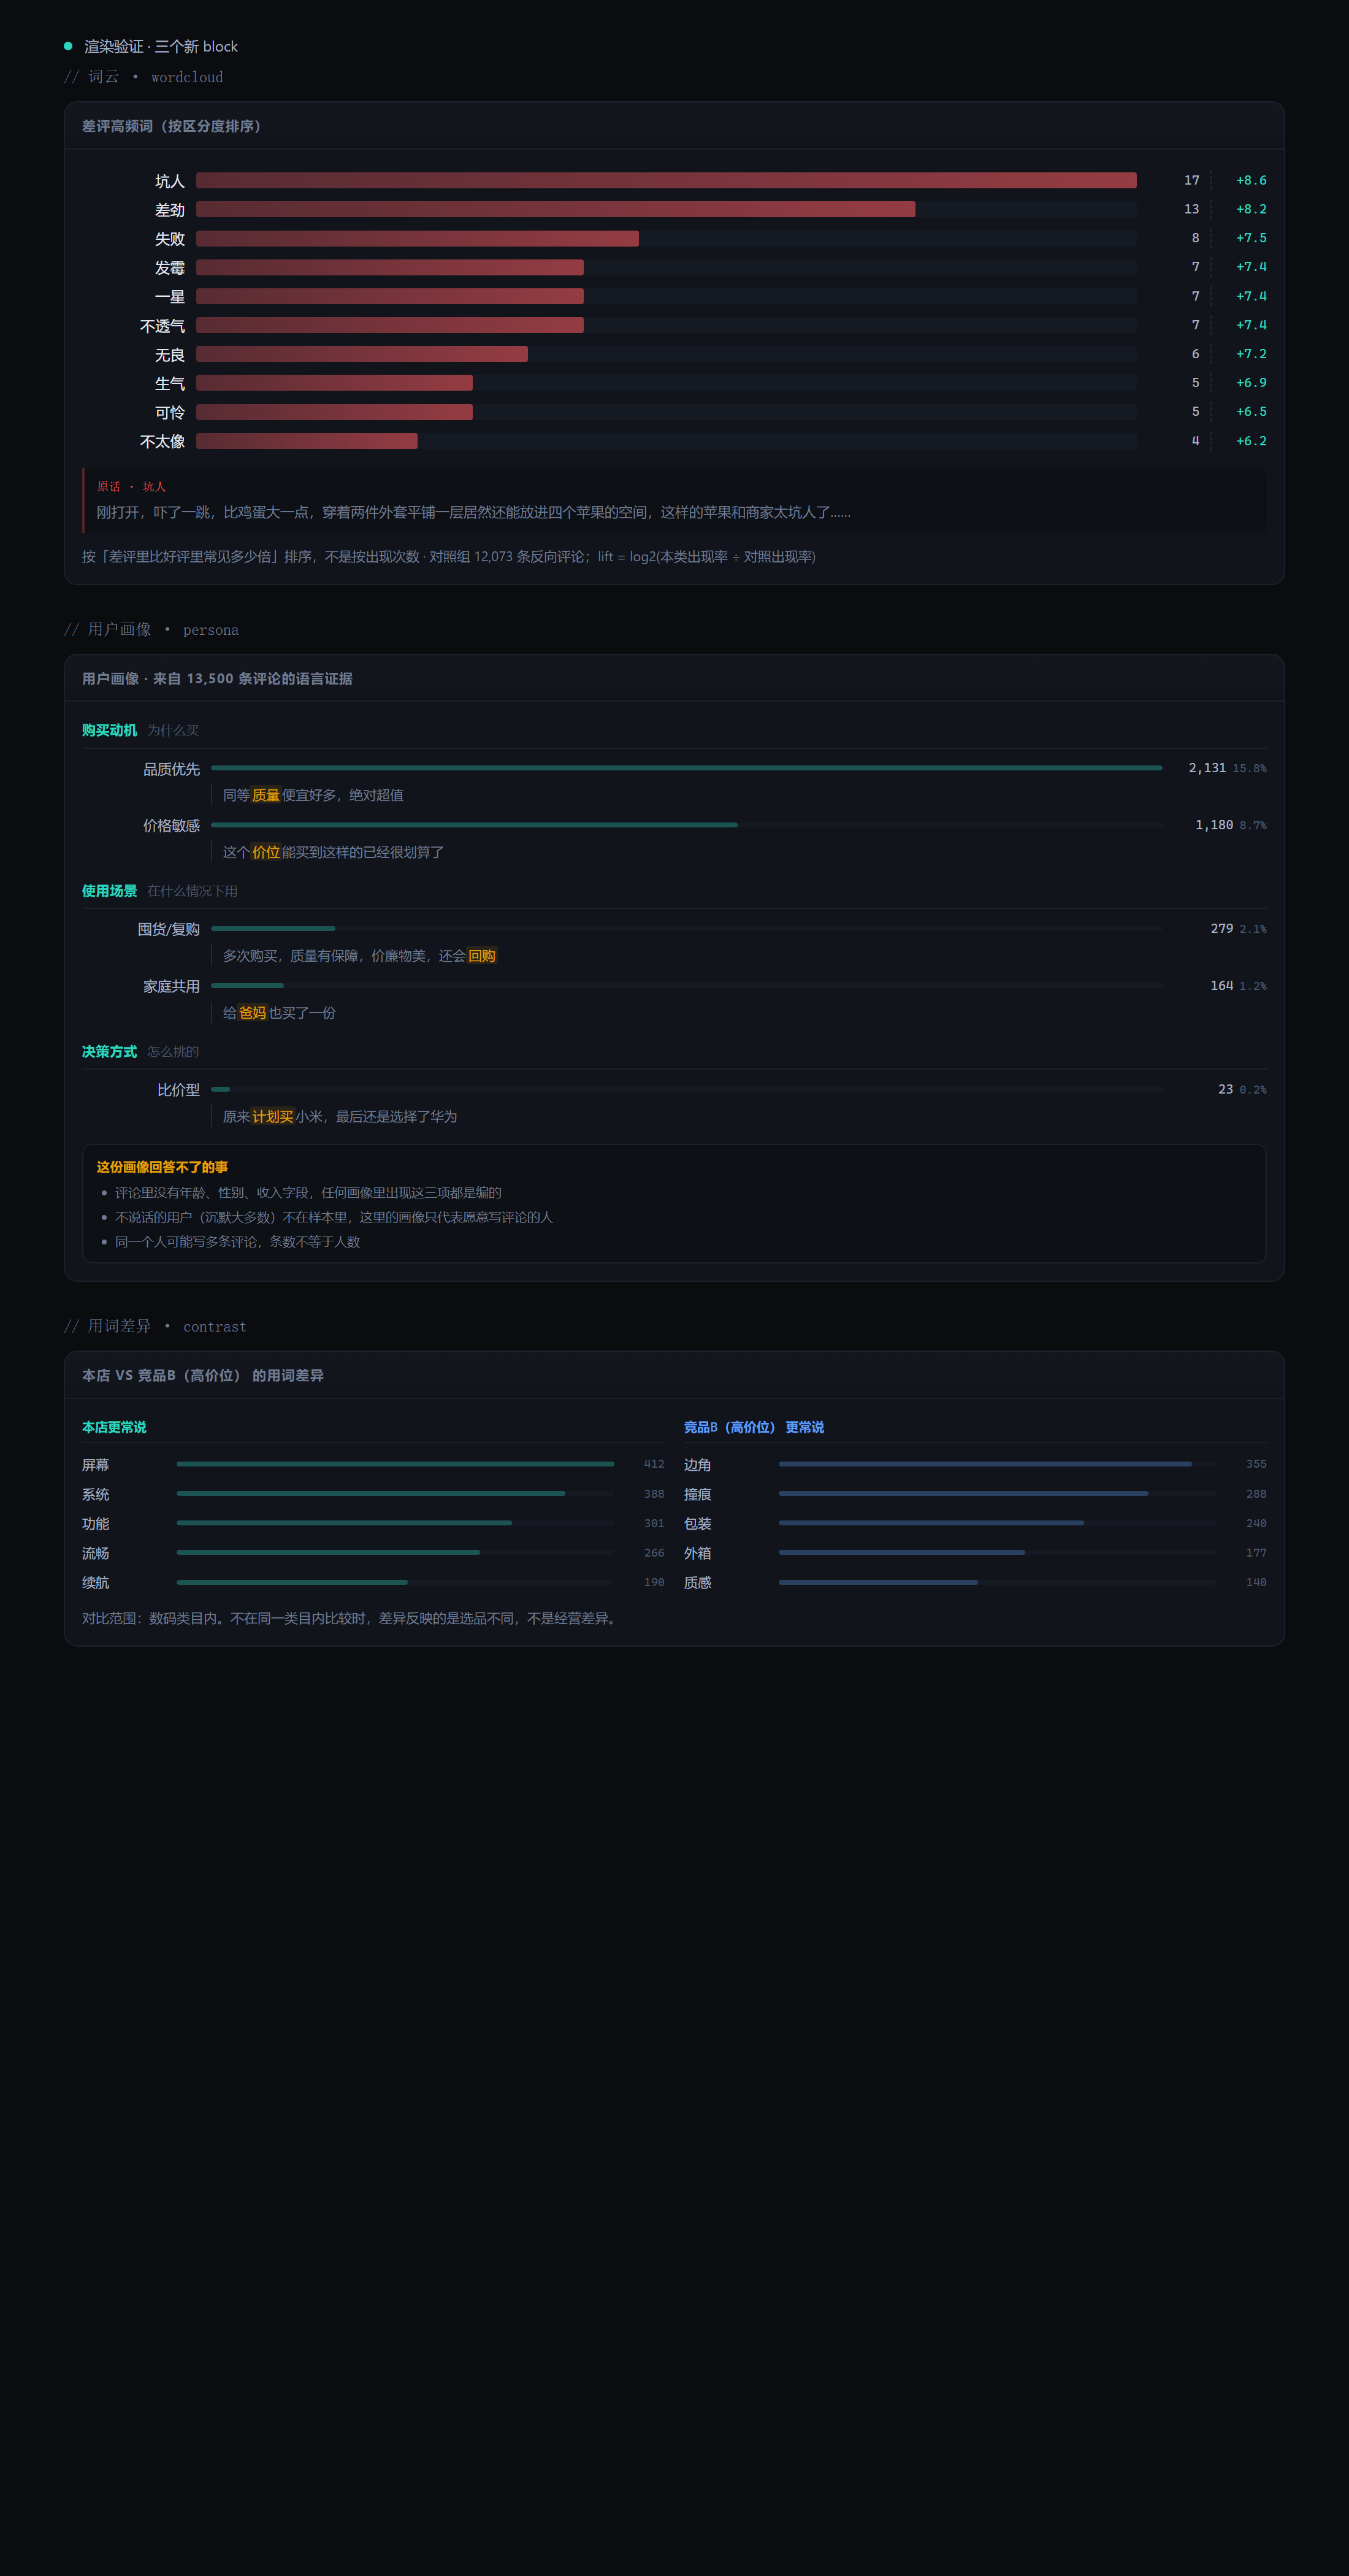 渲染验证 · 三个新 block
// 词云 • wordcloud
差评高频词（按区分度排序）
坑人 17 +8.6
差劲 13 +8.2
失败 8 +7.5
发霉 7 +7.4
一星 7 +7.4
不透气 7 +7.4
无良 6 +7.2
生气 5 +6.9
可怜 5 +6.5
不太像 4 +6.2
原话 · 坑人
刚打开，吓了一跳，比鸡蛋大一点，穿着两件外套平铺一层居然还能放进四个苹果的空间，这样的苹果和商家太坑人了……
按「差评里比好评里常见多少倍」排序，不是按出现次数 · 对照组 12,073 条反向评论；lift = log2(本类出现率 ÷ 对照出现率)
// 用户画像 • persona
用户画像 · 来自 13,500 条评论的语言证据
购买动机 为什么买
品质优先 2,131 15.8%
同等质量便宜好多，绝对超值
价格敏感 1,180 8.7%
这个价位能买到这样的已经很划算了
使用场景 在什么情况下用
囤货/复购 279 2.1%
多次购买，质量有保障，价廉物美，还会回购
家庭共用 164 1.2%
给爸妈也买了一份
决策方式 怎么挑的
比价型 23 0.2%
原来计划买小米，最后还是选择了华为
这份画像回答不了的事
• 评论里没有年龄、性别、收入字段，任何画像里出现这三项都是编的
• 不说话的用户（沉默大多数）不在样本里，这里的画像只代表愿意写评论的人
• 同一个人可能写多条评论，条数不等于人数
// 用词差异 • contrast
本店 VS 竞品B（高价位） 的用词差异
本店更常说
屏幕 412
系统 388
功能 301
流畅 266
续航 190
竞品B（高价位） 更常说
边角 355
撞痕 288
包装 240
外箱 177
质感 140
对比范围：数码类目内。不在同一类目内比较时，差异反映的是选品不同，不是经营差异。